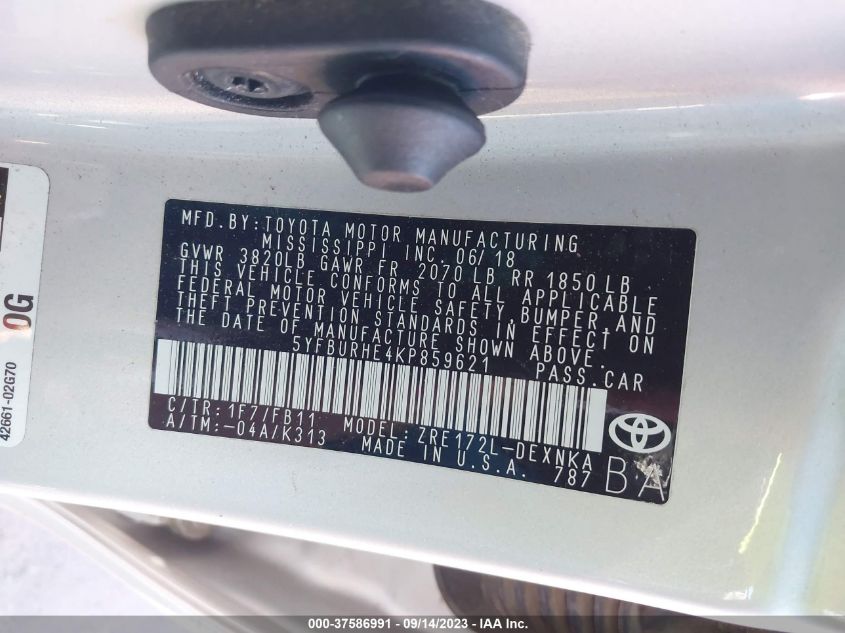 MFD.BY:TOYOTA MOTOR MANUFACTURING
MISSISSIPPI INC. 06/18
GVWR 3820LB GAWR FR 2070 LB RR 1850 LB
THIS VEHICLE CONFORMS TO ALL APPLICABLE
FEDERAL MOTOR VEHICLE SAFETY,BUMPER,AND
THEFT PREVENTION STANDARDS IN EFFECT ON
THE DATE OF MANUFACTURE SHOWN ABOVE.
5YFBURHE4KP859621 PASS.CAR
C/TR:1F7/FB11 MODEL:ZRE172L-DEXNKA
A/TM:-04A/K313 MADE IN U.S.A. 787
BA
TOYOTA
0G
42661-02G70
000-37586991 - 09/14/2023 - IAA Inc.